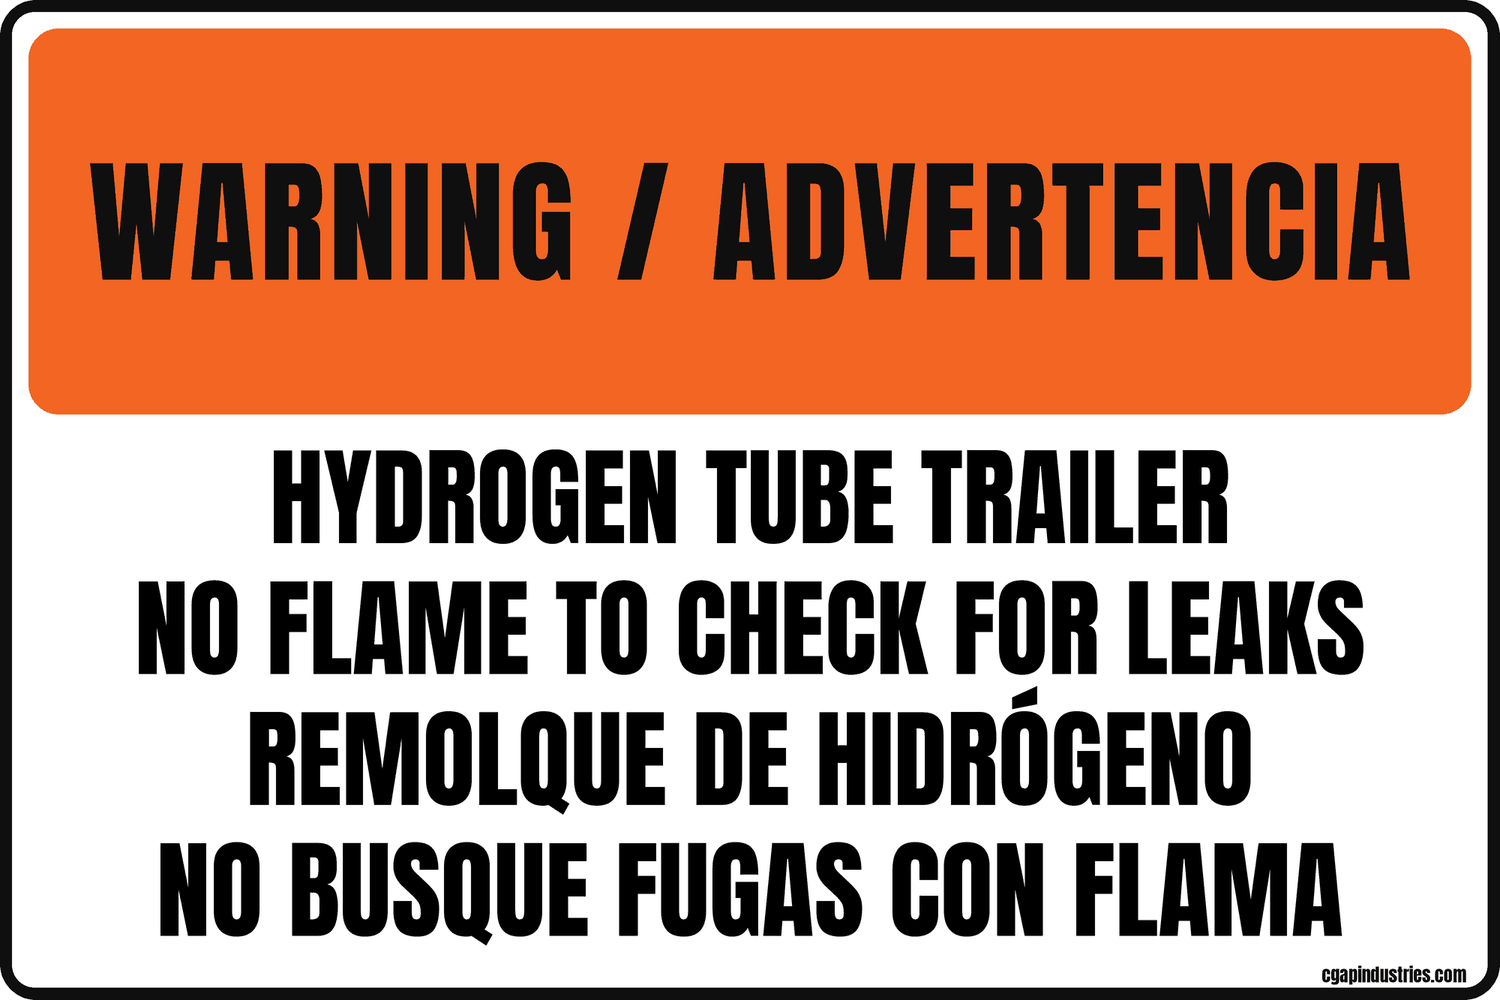 WARNING / ADVERTENCIA
HYDROGEN TUBE TRAILER
NO FLAME TO CHECK FOR LEAKS
REMOLQUE DE HIDRÓGENO
NO BUSQUE FUGAS CON FLAMA
cgapindustries.com